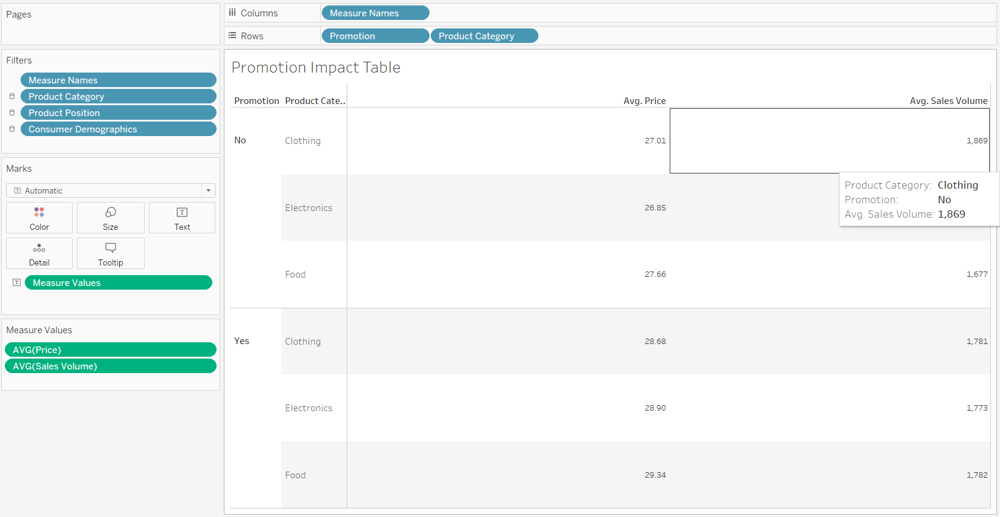 Pages
Filters
Measure Names
Product Category
Product Position
Consumer Demographics
Marks
Automatic
Color Size Text
Detail Tooltip
Measure Values
Measure Values
AVG(Price)
AVG(Sales Volume)
Columns Measure Names
Rows Promotion Product Category
Promotion Impact Table
Promotion Product Cate.. Avg. Price Avg. Sales Volume
No Clothing 27.01 1,869
Electronics 26.85
Food 27.66 1,677
Yes Clothing 28.68 1,781
Electronics 28.90 1,773
Food 29.34 1,782
Product Category: Clothing
Promotion: No
Avg. Sales Volume: 1,869